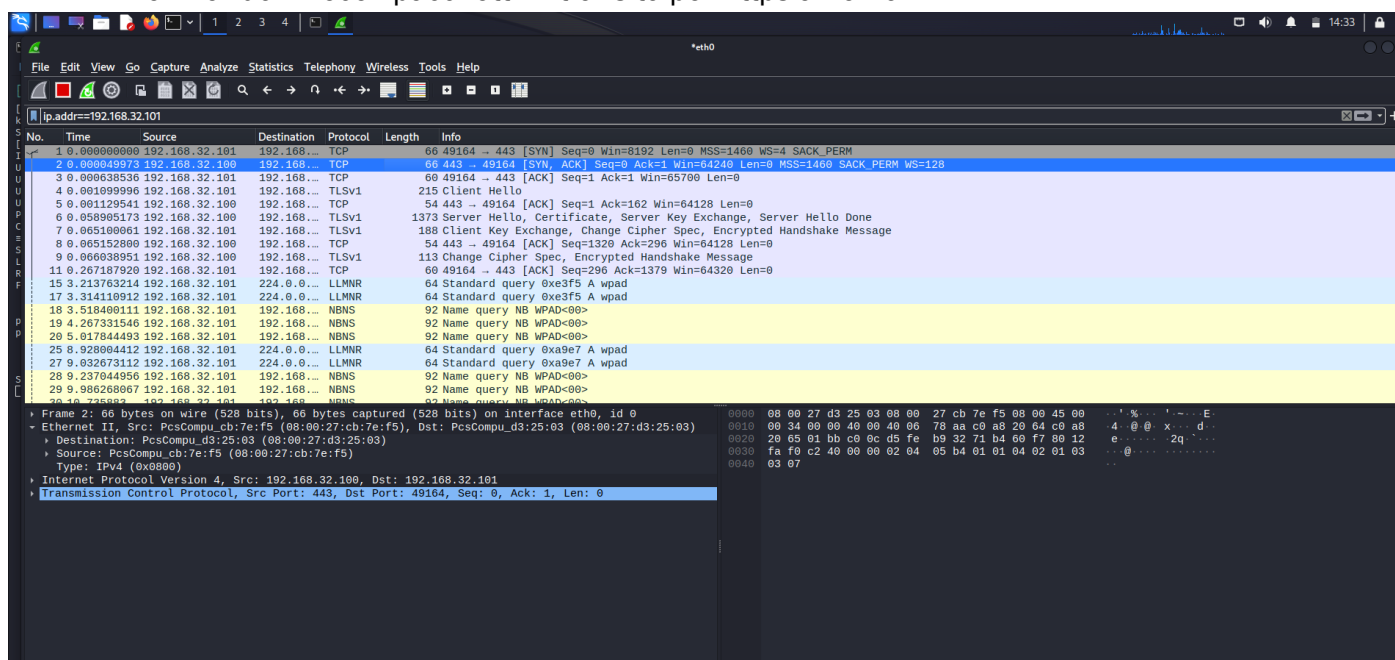 1 2 3 4 14:33
*eth0
File Edit View Go Capture Analyze Statistics Telephony Wireless Tools Help
ip.addr==192.168.32.101
No. Time Source Destination Protocol Length Info
1 0.000000000 192.168.32.101 192.168.… TCP 66 49164 → 443 [SYN] Seq=0 Win=8192 Len=0 MSS=1460 WS=4 SACK_PERM
2 0.000049973 192.168.32.100 192.168.… TCP 66 443 → 49164 [SYN, ACK] Seq=0 Ack=1 Win=64240 Len=0 MSS=1460 SACK_PERM WS=128
3 0.000638536 192.168.32.101 192.168.… TCP 60 49164 → 443 [ACK] Seq=1 Ack=1 Win=65700 Len=0
4 0.001099996 192.168.32.101 192.168.… TLSv1 215 Client Hello
5 0.001129541 192.168.32.100 192.168.… TCP 54 443 → 49164 [ACK] Seq=1 Ack=162 Win=64128 Len=0
6 0.058905173 192.168.32.100 192.168.… TLSv1 1373 Server Hello, Certificate, Server Key Exchange, Server Hello Done
7 0.065100061 192.168.32.101 192.168.… TLSv1 188 Client Key Exchange, Change Cipher Spec, Encrypted Handshake Message
8 0.065152800 192.168.32.100 192.168.… TCP 54 443 → 49164 [ACK] Seq=1320 Ack=296 Win=64128 Len=0
9 0.066038951 192.168.32.100 192.168.… TLSv1 113 Change Cipher Spec, Encrypted Handshake Message
11 0.267187920 192.168.32.101 192.168.… TCP 60 49164 → 443 [ACK] Seq=296 Ack=1379 Win=64320 Len=0
15 3.213763214 192.168.32.101 224.0.0.… LLMNR 64 Standard query 0xe3f5 A wpad
17 3.314110912 192.168.32.101 224.0.0.… LLMNR 64 Standard query 0xe3f5 A wpad
18 3.518400111 192.168.32.101 192.168.… NBNS 92 Name query NB WPAD<00>
19 4.267331546 192.168.32.101 192.168.… NBNS 92 Name query NB WPAD<00>
20 5.017844493 192.168.32.101 192.168.… NBNS 92 Name query NB WPAD<00>
25 8.928004412 192.168.32.101 224.0.0.… LLMNR 64 Standard query 0xa9e7 A wpad
27 9.032673112 192.168.32.101 224.0.0.… LLMNR 64 Standard query 0xa9e7 A wpad
28 9.237044956 192.168.32.101 192.168.… NBNS 92 Name query NB WPAD<00>
29 9.986268067 192.168.32.101 192.168.… NBNS 92 Name query NB WPAD<00>
30 10.735883 192.168.32.101 192.168 NBNS 92 Name query NB WPAD<00>
Frame 2: 66 bytes on wire (528 bits), 66 bytes captured (528 bits) on interface eth0, id 0
Ethernet II, Src: PcsCompu_cb:7e:f5 (08:00:27:cb:7e:f5), Dst: PcsCompu_d3:25:03 (08:00:27:d3:25:03)
Destination: PcsCompu_d3:25:03 (08:00:27:d3:25:03)
Source: PcsCompu_cb:7e:f5 (08:00:27:cb:7e:f5)
Type: IPv4 (0x0800)
Internet Protocol Version 4, Src: 192.168.32.100, Dst: 192.168.32.101
Transmission Control Protocol, Src Port: 443, Dst Port: 49164, Seq: 0, Ack: 1, Len: 0
0000 08 00 27 d3 25 03 08 00 27 cb 7e f5 08 00 45 00 ··'·%··· '·~···E·
0010 00 34 00 00 40 00 40 06 78 aa c0 a8 20 64 c0 a8 ·4··@·@· x··· d··
0020 20 65 01 bb c0 0c d5 fe b9 32 71 b4 60 f7 80 12 e······ ·2q·`···
0030 fa f0 c2 40 00 00 02 04 05 b4 01 01 04 02 01 03 ···@···· ········
0040 03 07 ··